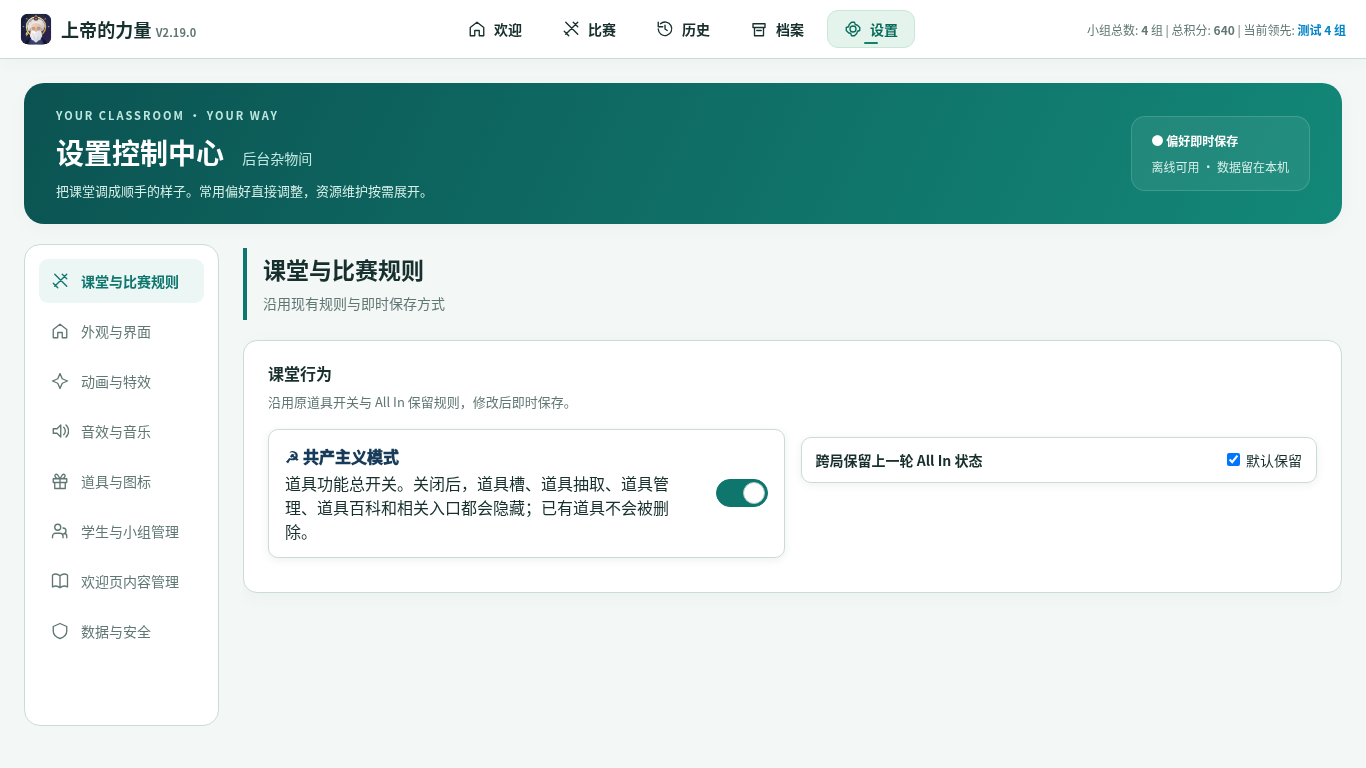 上帝的力量 V2.19.0
欢迎
比赛
历史
档案
设置
小组总数: 4 组 | 总积分: 640 | 当前领先: 测试 4 组
YOUR CLASSROOM • YOUR WAY
设置控制中心 后台杂物间
把课堂调成顺手的样子。常用偏好直接调整，资源维护按需展开。
偏好即时保存
离线可用 • 数据留在本机
课堂与比赛规则
外观与界面
动画与特效
音效与音乐
道具与图标
学生与小组管理
欢迎页内容管理
数据与安全
课堂与比赛规则
沿用现有规则与即时保存方式
课堂行为
沿用原道具开关与 All In 保留规则，修改后即时保存。
☭ 共产主义模式
道具功能总开关。关闭后，道具槽、道具抽取、道具管
理、道具百科和相关入口都会隐藏；已有道具不会被删
除。
跨局保留上一轮 All In 状态
默认保留